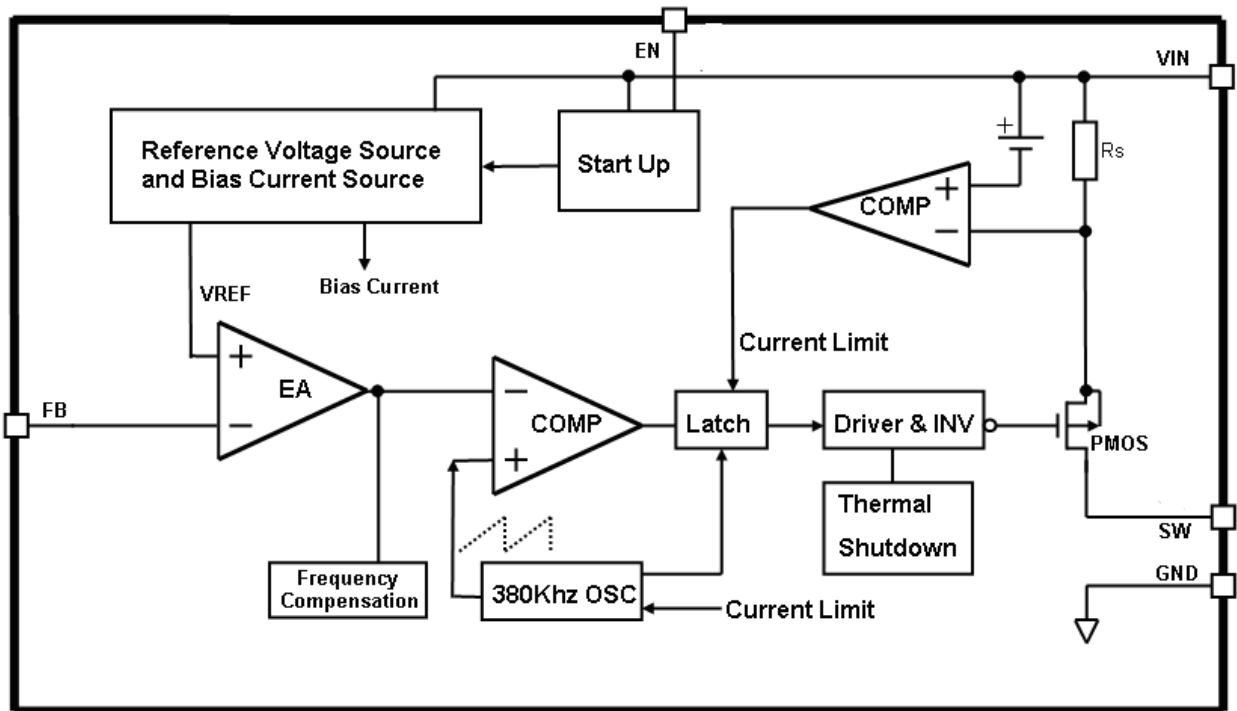 EN
VIN
Reference Voltage Source
and Bias Current Source
Start Up
+
Rs
+
COMP
−
Bias Current
VREF
Current Limit
+
EA
−
FB
−
COMP
+
Latch
Driver & INV
PMOS
Thermal
Shutdown
SW
GND
Frequency
Compensation
380Khz OSC
Current Limit